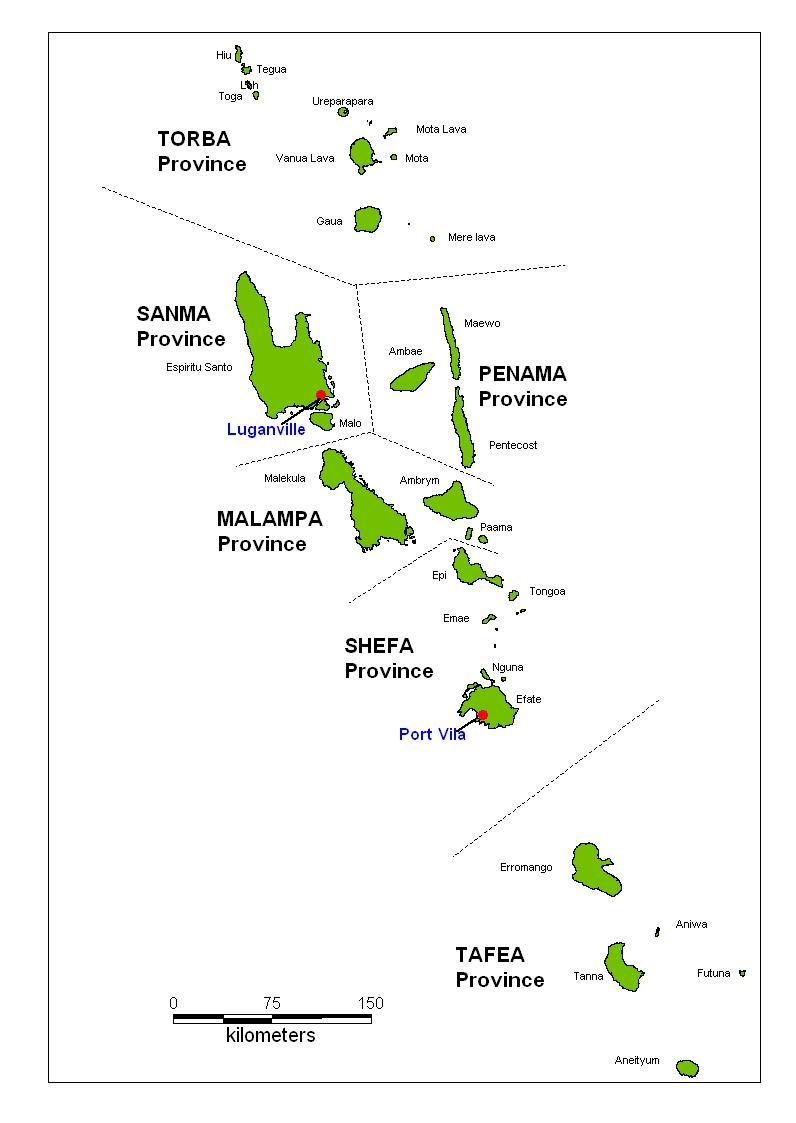 Hiu
Tegua
Loh
Toga
Ureparapara
Mota Lava
TORBA
Province
Vanua Lava
Mota
Gaua
Mere lava
SANMA
Province
Maewo
Ambae
Espiritu Santo
PENAMA
Province
Luganville
Malo
Pentecost
Malekula
Ambrym
MALAMPA
Province
Paama
Epi
Tongoa
Emae
SHEFA
Province
Nguna
Efate
Port Vila
Erromango
Aniwa
TAFEA
Province
Tanna
Futuna
0 75 150
kilometers
Aneityum